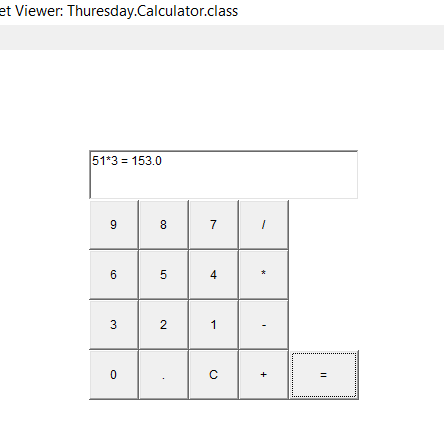 et Viewer: Thuresday.Calculator.class
51*3 = 153.0
9 8 7 /
6 5 4 *
3 2 1 -
0 . C + =